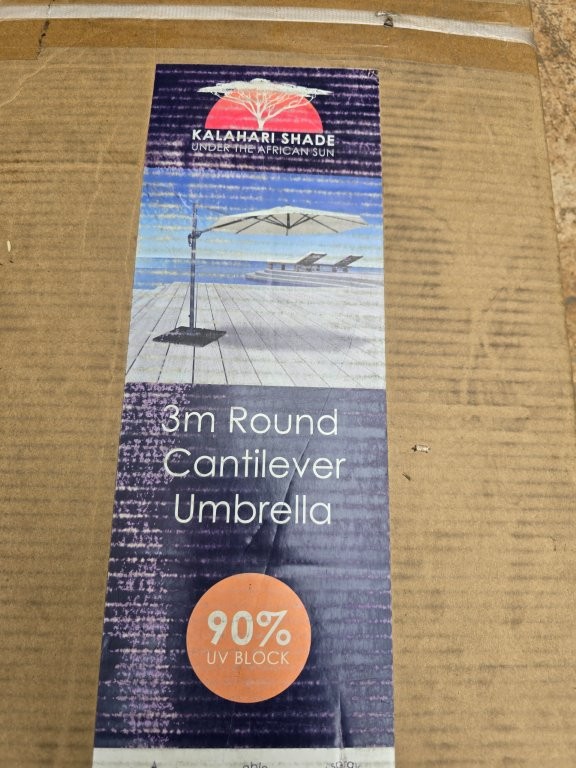 KALAHARI SHADE
UNDER THE AFRICAN SUN
3m Round
Cantilever
Umbrella
90%
UV BLOCK